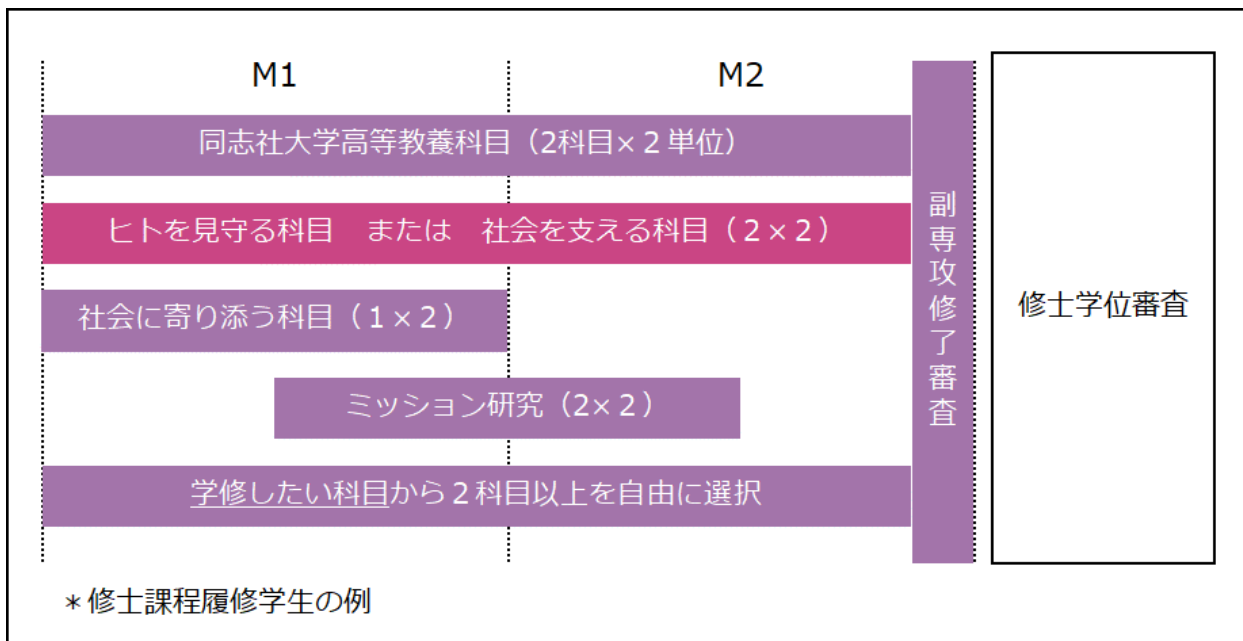 M1
M2
同志社大学高等教養科目（2科目×２単位）
ヒトを見守る科目　または　社会を支える科目（２×２）
社会に寄り添う科目（１×２）
ミッション研究（2×２）
学修したい科目から２科目以上を自由に選択
副専攻修了審査
修士学位審査
＊修士課程履修学生の例